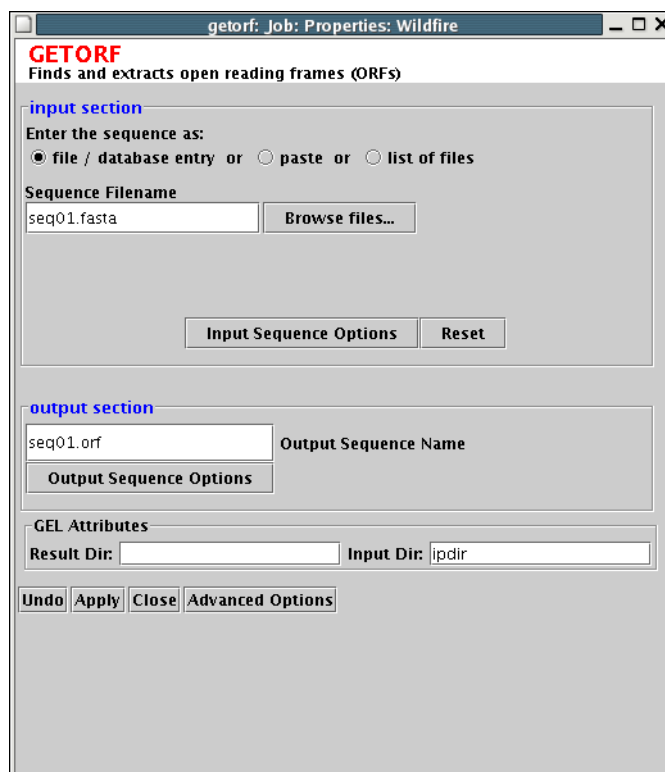 getorf: Job: Properties: Wildfire
GETORF
Finds and extracts open reading frames (ORFs)
input section
Enter the sequence as:
file / database entry or paste or list of files
Sequence Filename
seq01.fasta Browse files...
Input Sequence Options Reset
output section
seq01.orf Output Sequence Name
Output Sequence Options
GEL Attributes
Result Dir: Input Dir: ipdir
Undo Apply Close Advanced Options